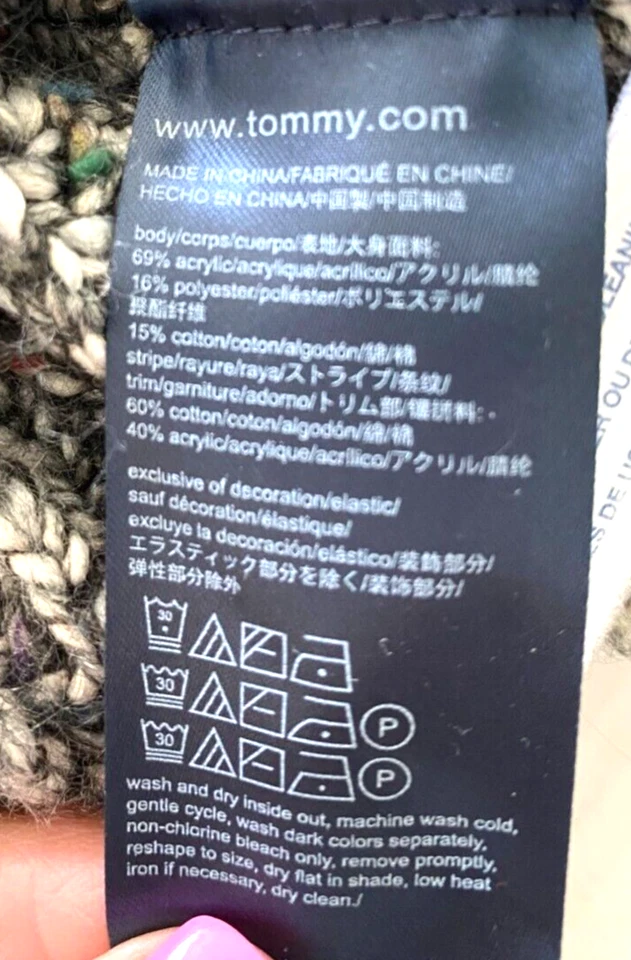 www.tommy.com
MADE IN CHINA/FABRIQUÉ EN CHINE/
HECHO EN CHINA/中国製/中国制造
body/corps/cuerpo/表地/大身面料:
69% acrylic/acrylique/acrílico/アクリル/腈纶
16% polyester/poliéster/ポリエステル/
聚酯纤维
15% cotton/coton/algodón/綿/棉
stripe/rayure/raya/ストライプ/条纹/
trim/garniture/adorno/トリム部/镶拼料:
60% cotton/coton/algodón/綿/棉
40% acrylic/acrylique/acrílico/アクリル/腈纶
exclusive of decoration/elastic/
sauf décoration/élastique/
excluye la decoración/elástico/装飾部分/
エラスティック部分を除く/装饰部分/
弹性部分除外
30
30 P
30 P
wash and dry inside out, machine wash cold,
gentle cycle, wash dark colors separately,
non-chlorine bleach only, remove promptly,
reshape to size, dry flat in shade, low heat
iron if necessary, dry clean./
OU
DE